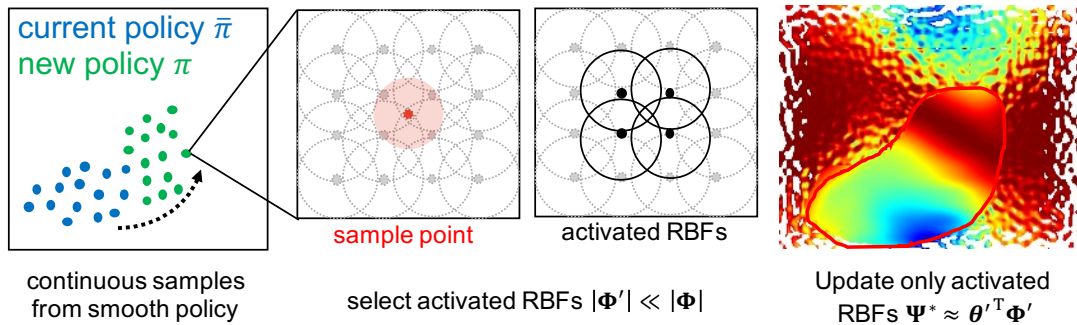 current policy π̄
new policy π
continuous samples
from smooth policy
sample point
activated RBFs
select activated RBFs |𝚽′| ≪ |𝚽|
Update only activated
RBFs 𝚿* ≈ 𝜽′ᵀ𝚽′